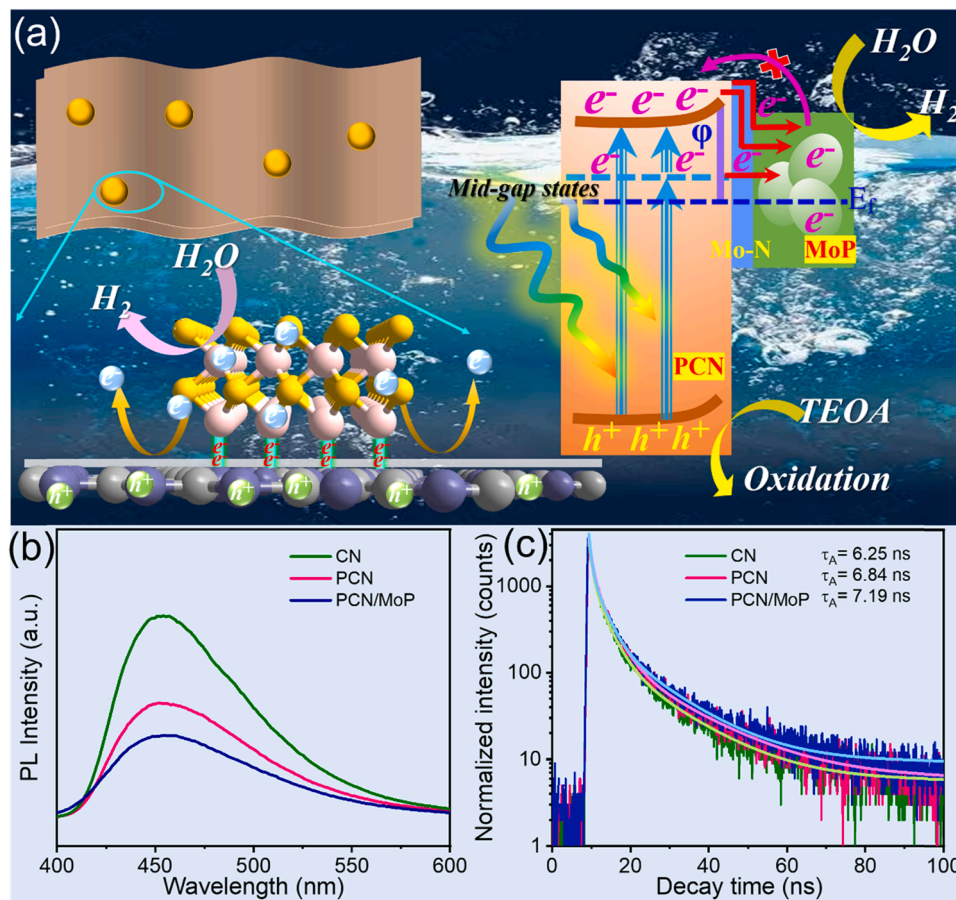 (a)
H2O
H2
e- e- e-
e-
φ
e- e- e-
e-
Mid-gap states
Ef
e-
Mo-N
MoP
H2O
H2
e- e-
e- e-
e-
PCN
TEOA
h+ h+ h+
e- e- e- e-
e- e- e- e-
Oxidation
h+ h+ h+ h+ h+ h+
(b)
CN
PCN
PCN/MoP
PL Intensity (a.u.)
400 450 500 550 600
Wavelength (nm)
(c)
CN τA= 6.25 ns
PCN τA= 6.84 ns
PCN/MoP τA= 7.19 ns
Normalized intensity (counts)
1000
100
10
1
0 20 40 60 80 100
Decay time (ns)